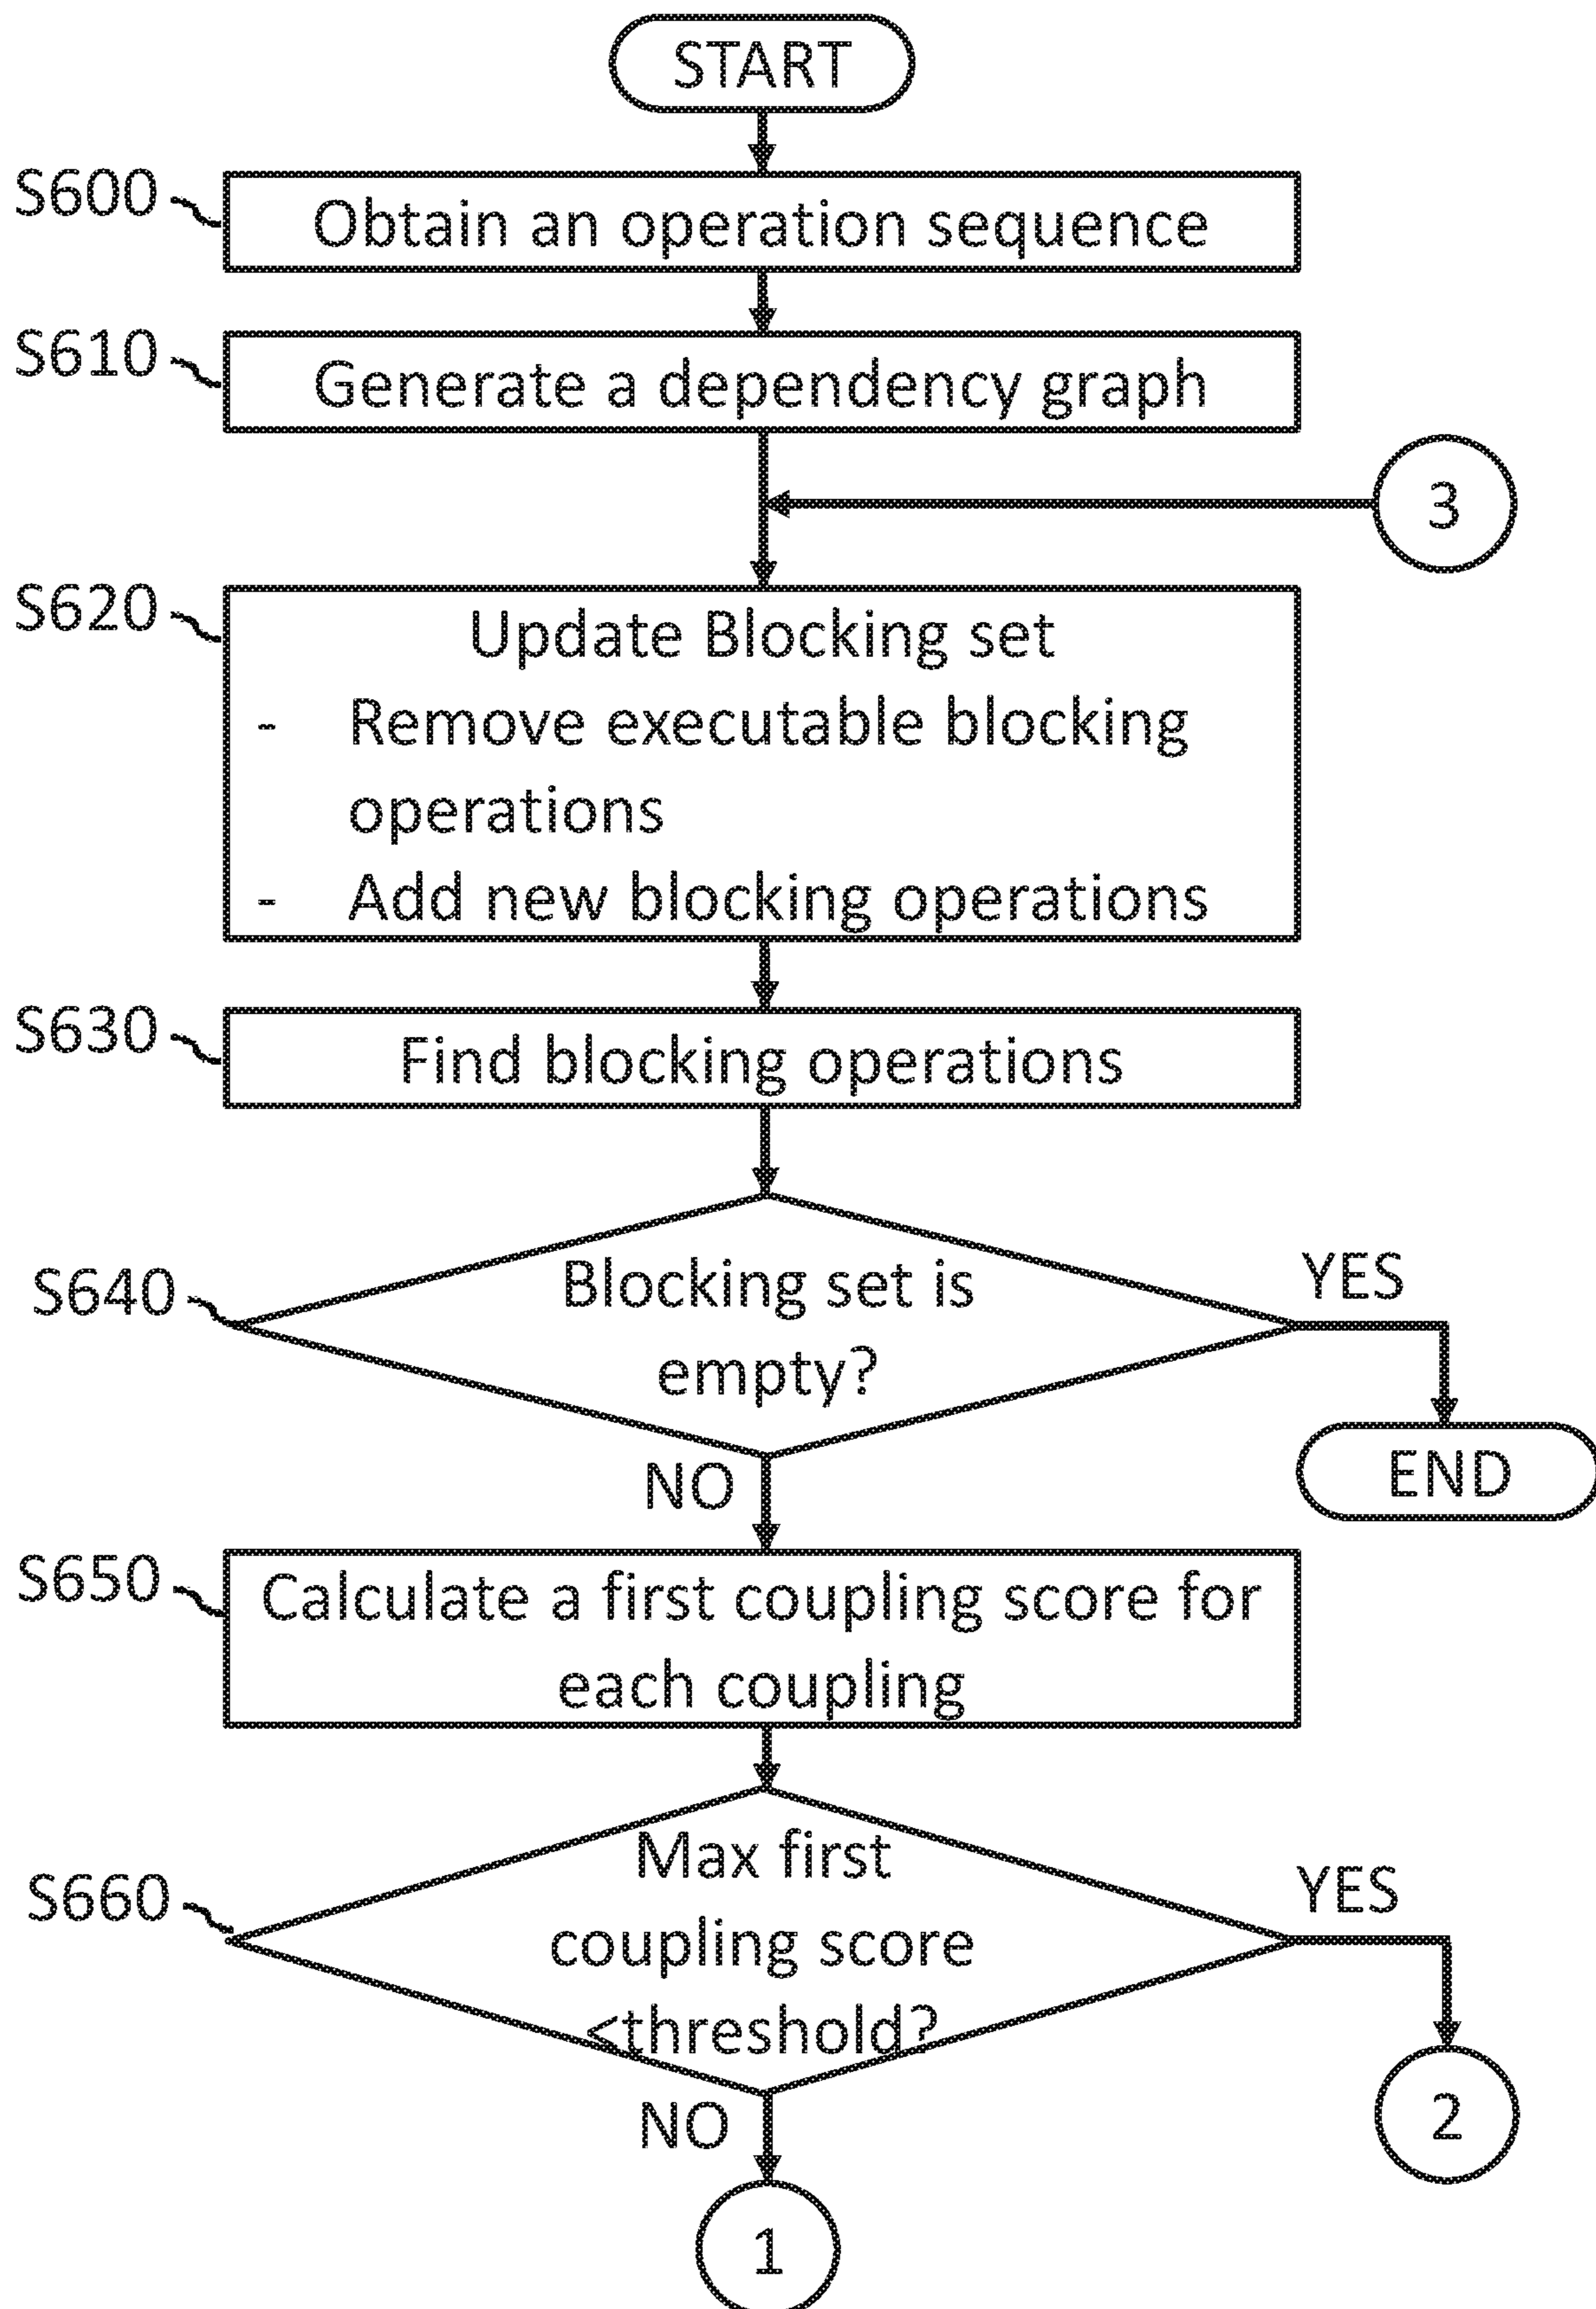 START
S600
Obtain an operation sequence
S610
Generate a dependency graph
3
S620
Update Blocking set
- Remove executable blocking
operations
- Add new blocking operations
S630
Find blocking operations
S640
Blocking set is
empty?
YES
END
NO
S650
Calculate a first coupling score for
each coupling
S660
Max first
coupling score
<threshold?
YES
2
NO
1